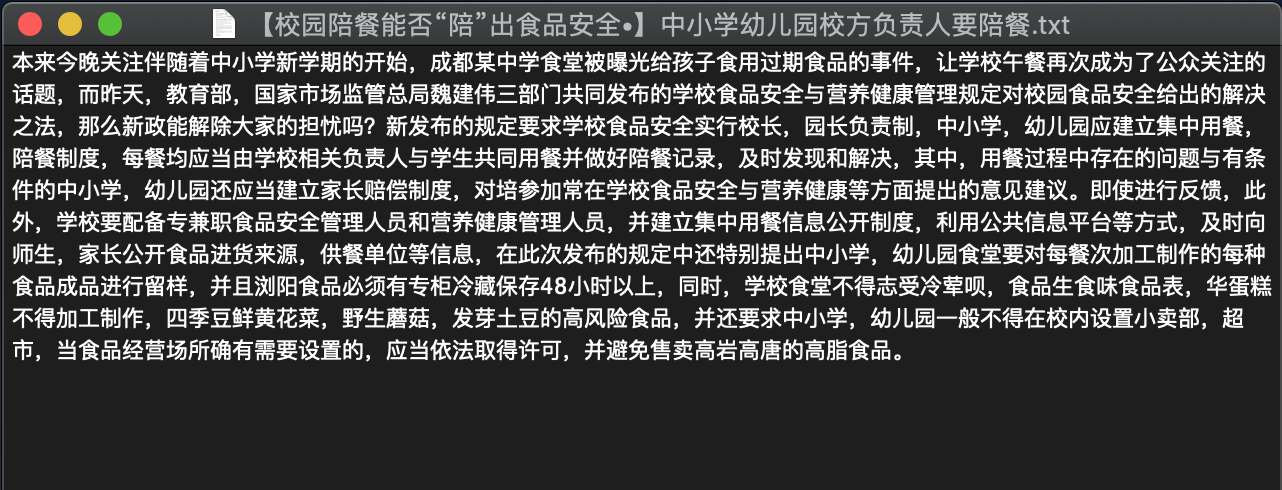 【校园陪餐能否“陪”出食品安全•】中小学幼儿园校方负责人要陪餐.txt
本来今晚关注伴随着中小学新学期的开始，成都某中学食堂被曝光给孩子食用过期食品的事件，让学校午餐再次成为了公众关注的
话题，而昨天，教育部，国家市场监管总局魏建伟三部门共同发布的学校食品安全与营养健康管理规定对校园食品安全给出的解决
之法，那么新政能解除大家的担忧吗？新发布的规定要求学校食品安全实行校长，园长负责制，中小学，幼儿园应建立集中用餐，
陪餐制度，每餐均应当由学校相关负责人与学生共同用餐并做好陪餐记录，及时发现和解决，其中，用餐过程中存在的问题与有条
件的中小学，幼儿园还应当建立家长赔偿制度，对培参加常在学校食品安全与营养健康等方面提出的意见建议。即使进行反馈，此
外，学校要配备专兼职食品安全管理人员和营养健康管理人员，并建立集中用餐信息公开制度，利用公共信息平台等方式，及时向
师生，家长公开食品进货来源，供餐单位等信息，在此次发布的规定中还特别提出中小学，幼儿园食堂要对每餐次加工制作的每种
食品成品进行留样，并且浏阳食品必须有专柜冷藏保存48小时以上，同时，学校食堂不得志受冷荤呗，食品生食味食品表，华蛋糕
不得加工制作，四季豆鲜黄花菜，野生蘑菇，发芽土豆的高风险食品，并还要求中小学，幼儿园一般不得在校内设置小卖部，超
市，当食品经营场所确有需要设置的，应当依法取得许可，并避免售卖高岩高唐的高脂食品。